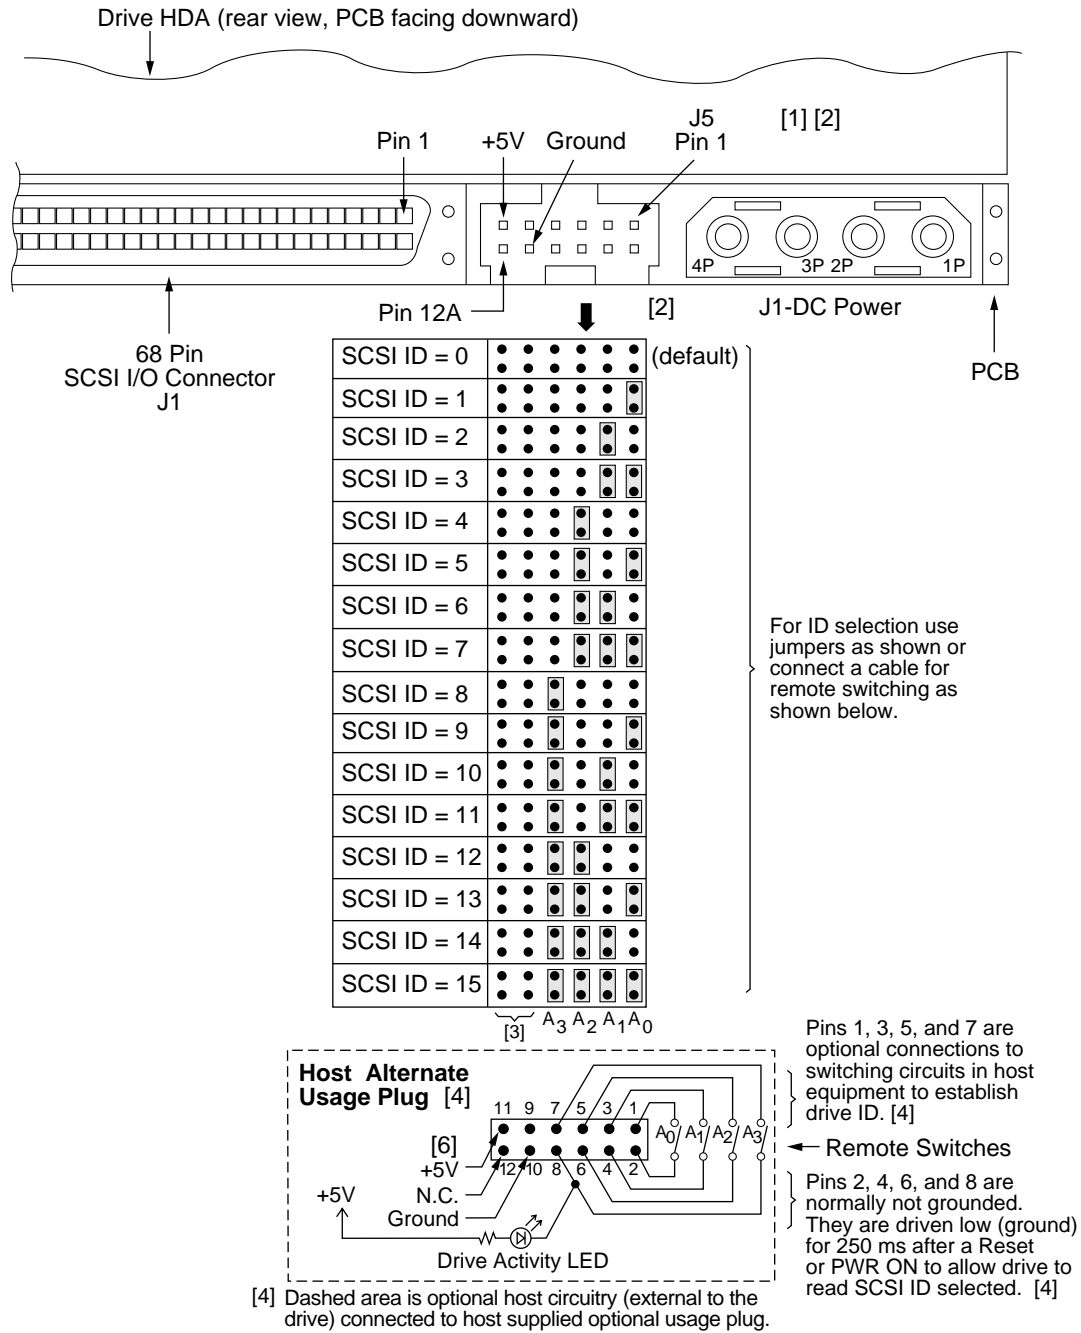 Drive HDA (rear view, PCB facing downward)
J5
Pin 1
[1] [2]
Pin 1
+5V
Ground
4P
3P
2P
1P
Pin 12A
[2]
J1-DC Power
68 Pin
SCSI I/O Connector
J1
PCB
SCSI ID = 0
(default)
SCSI ID = 1
SCSI ID = 2
SCSI ID = 3
SCSI ID = 4
SCSI ID = 5
SCSI ID = 6
SCSI ID = 7
SCSI ID = 8
SCSI ID = 9
SCSI ID = 10
SCSI ID = 11
SCSI ID = 12
SCSI ID = 13
SCSI ID = 14
SCSI ID = 15
For ID selection use
jumpers as shown or
connect a cable for
remote switching as
shown below.
[3]
A3 A2 A1 A0
Host Alternate
Usage Plug [4]
11 9 7 5 3 1
12 10 8 6 4 2
A0 A1 A2 A3
[6]
+5V
N.C.
Ground
+5V
Drive Activity LED
Pins 1, 3, 5, and 7 are
optional connections to
switching circuits in host
equipment to establish
drive ID. [4]
Remote Switches
Pins 2, 4, 6, and 8 are
normally not grounded.
They are driven low (ground)
for 250 ms after a Reset
or PWR ON to allow drive to
read SCSI ID selected. [4]
[4] Dashed area is optional host circuitry (external to the
drive) connected to host supplied optional usage plug.